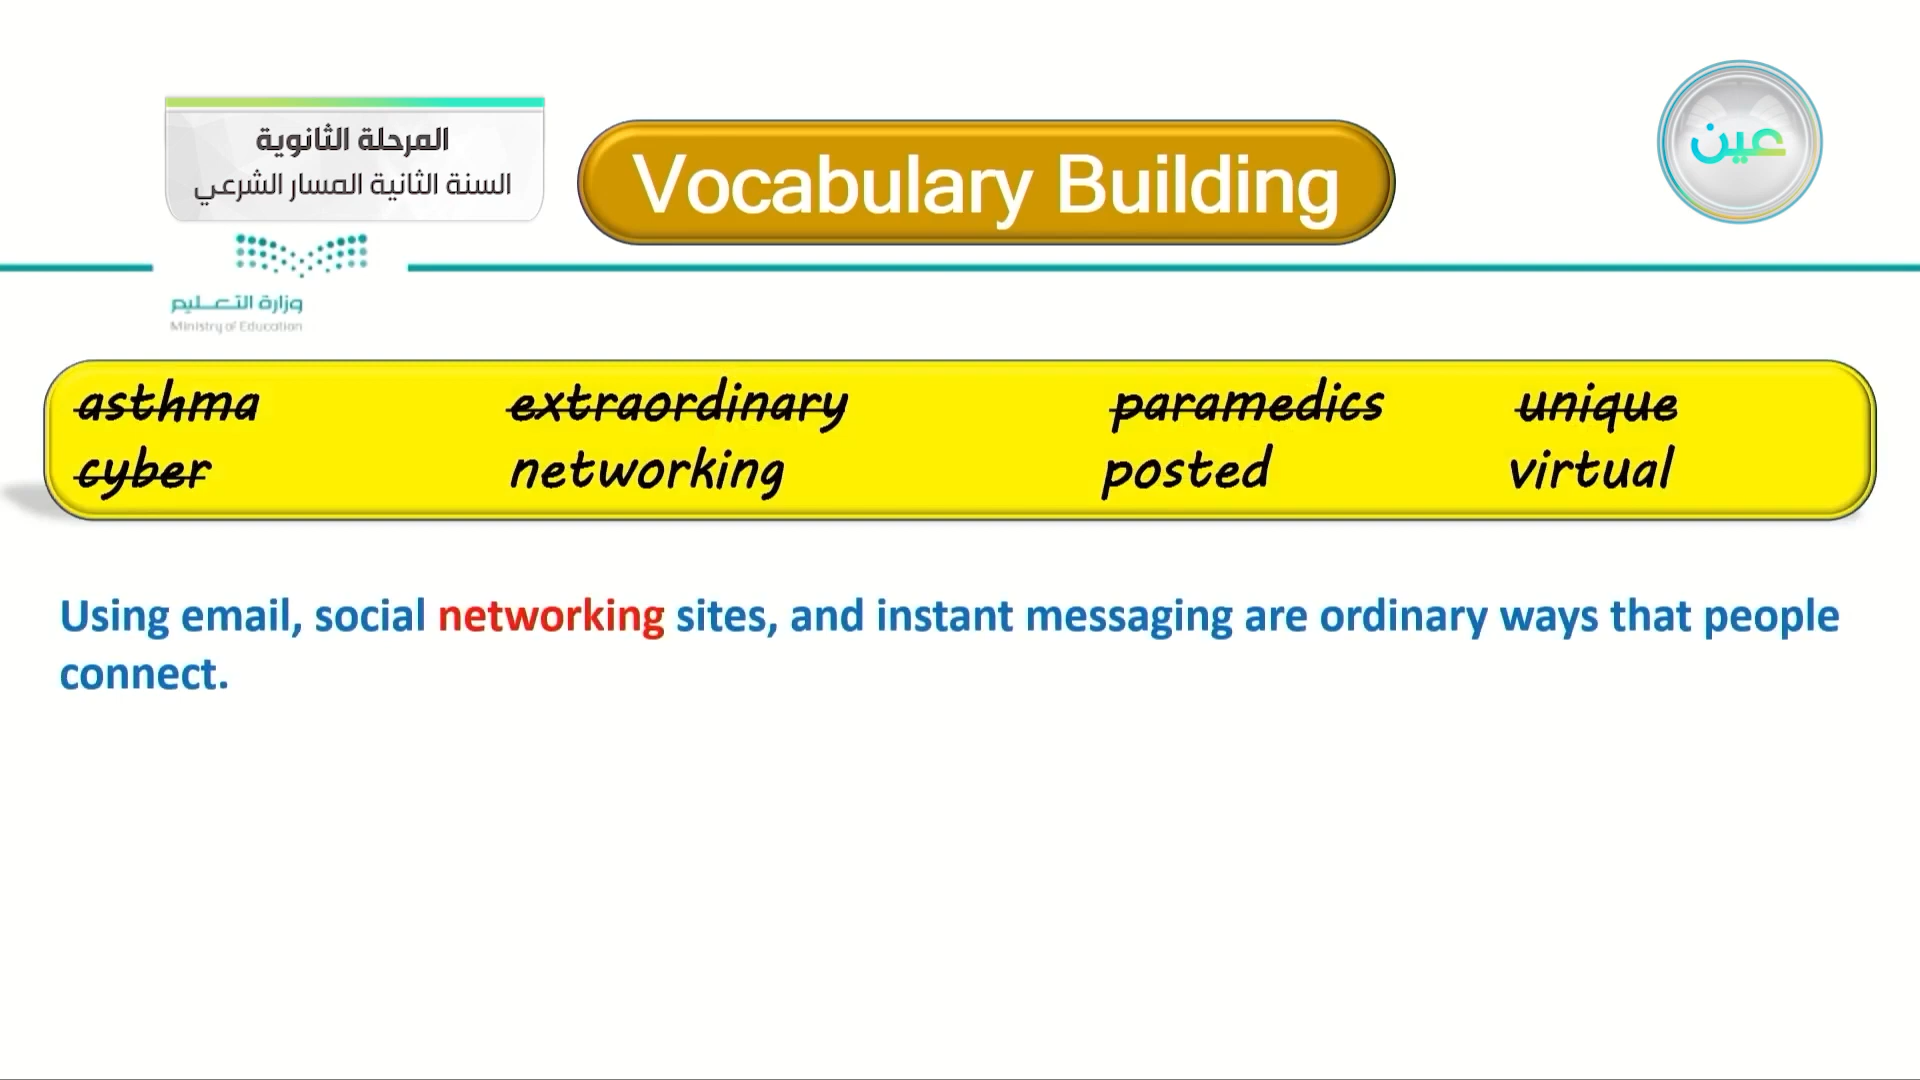 المرحلة الثانوية
السنة الثانية المسار الشرعي
Vocabulary Building
عين
وزارة التعليم
Ministry of Education
asthma extraordinary paramedics unique
cyber networking posted virtual
Using email, social networking sites, and instant messaging are ordinary ways that people
connect.